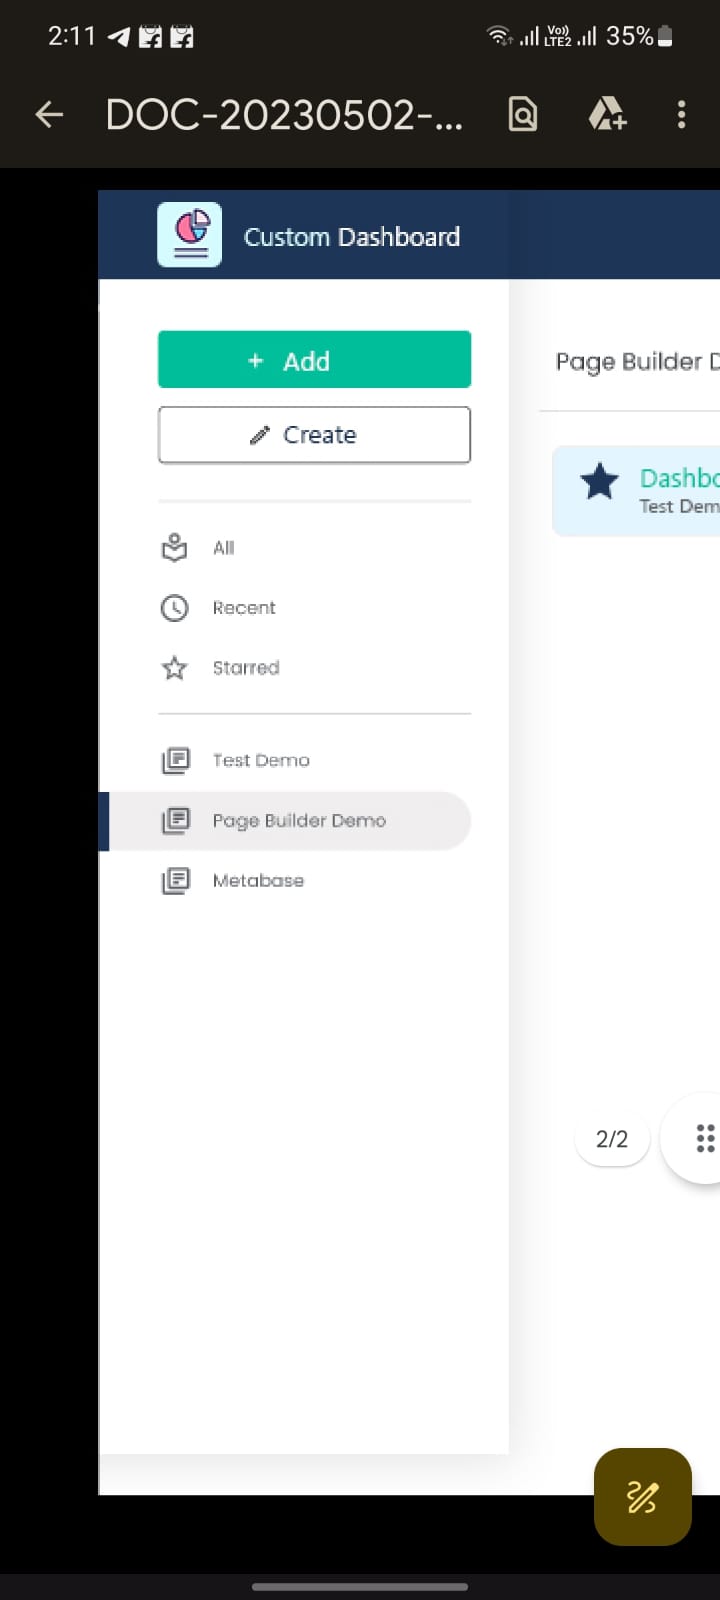 2:11 Vo)) LTE2 35%
DOC-20230502-...
Custom Dashboard
+ Add
Create
All
Recent
Starred
Test Demo
Page Builder Demo
Metabase
Page Builder D
Dashbo
Test Dem
2/2